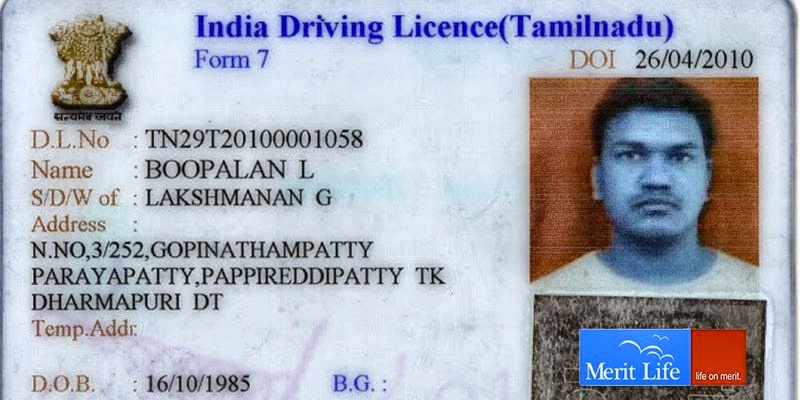 India Driving Licence(Tamilnadu)
Form 7
DOI 26/04/2010
सत्यमेव जयते
D.L.No : TN29T20100001058
Name : BOOPALAN L
S/D/W of : LAKSHMANAN G
Address :
N.NO,3/252,GOPINATHAMPATTY
PARAYAPATTY,PAPPIREDDIPATTY TK
DHARMAPURI DT
Temp.Addr:
D.O.B. : 16/10/1985 B.G. :
Merit Life
life on merit.